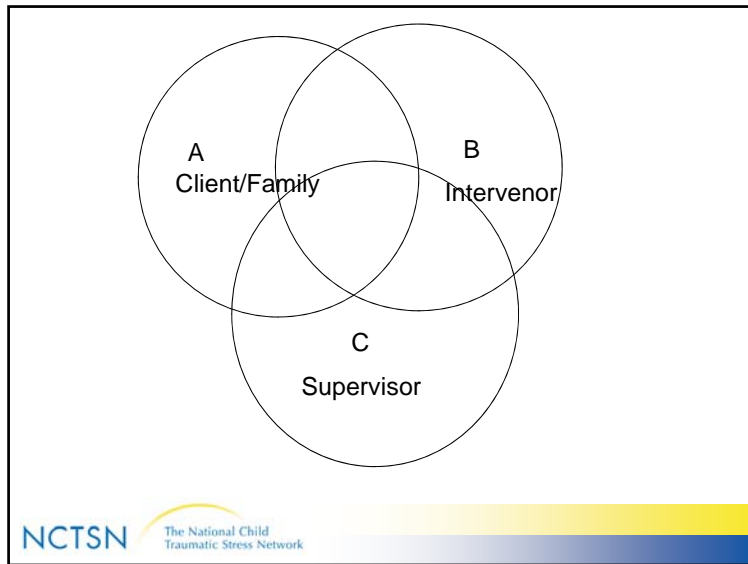 A
Client/Family
B
Intervenor
C
Supervisor
NCTSN
The National Child
Traumatic Stress Network